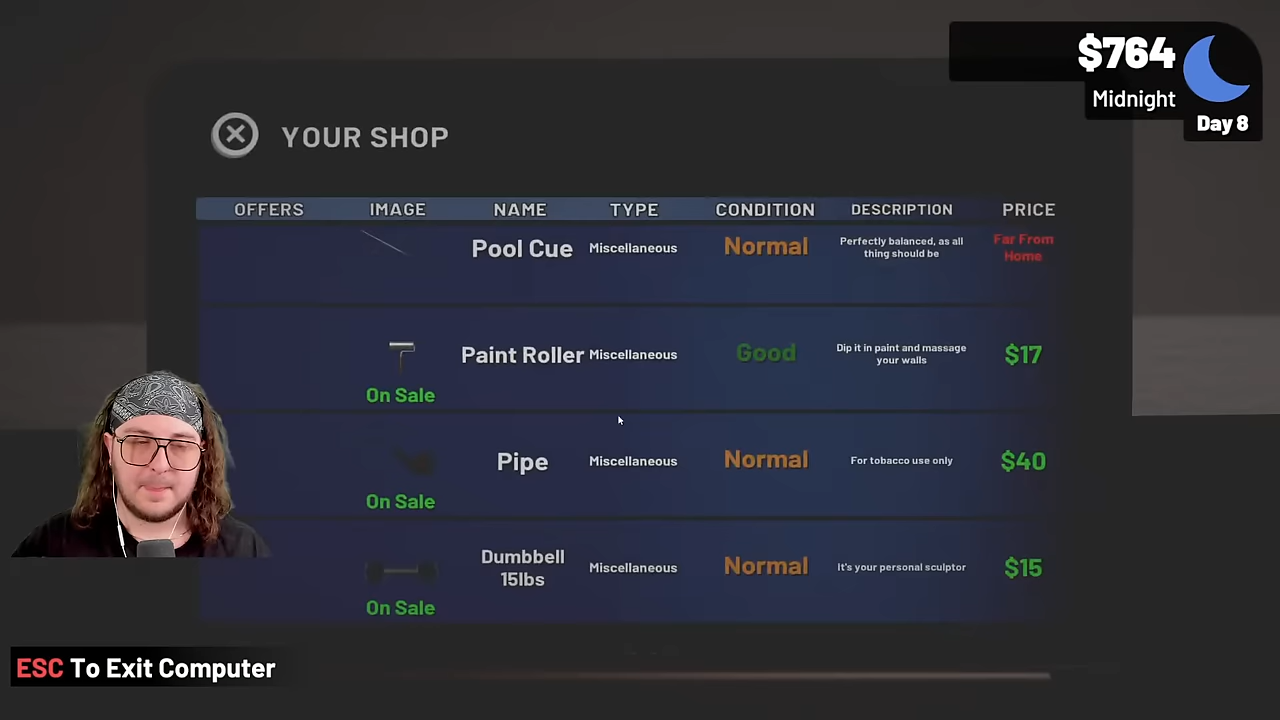 $764
Midnight
Day 8
YOUR SHOP
OFFERS IMAGE NAME TYPE CONDITION DESCRIPTION PRICE
Pool Cue Miscellaneous Normal
Perfectly balanced, as all
thing should be
Far From
Home
Paint Roller Miscellaneous Good
Dip it in paint and massage
your walls
$17
On Sale
Pipe Miscellaneous Normal For tobacco use only $40
On Sale
Dumbbell
15lbs
Miscellaneous Normal It's your personal sculptor $15
On Sale
ESC To Exit Computer